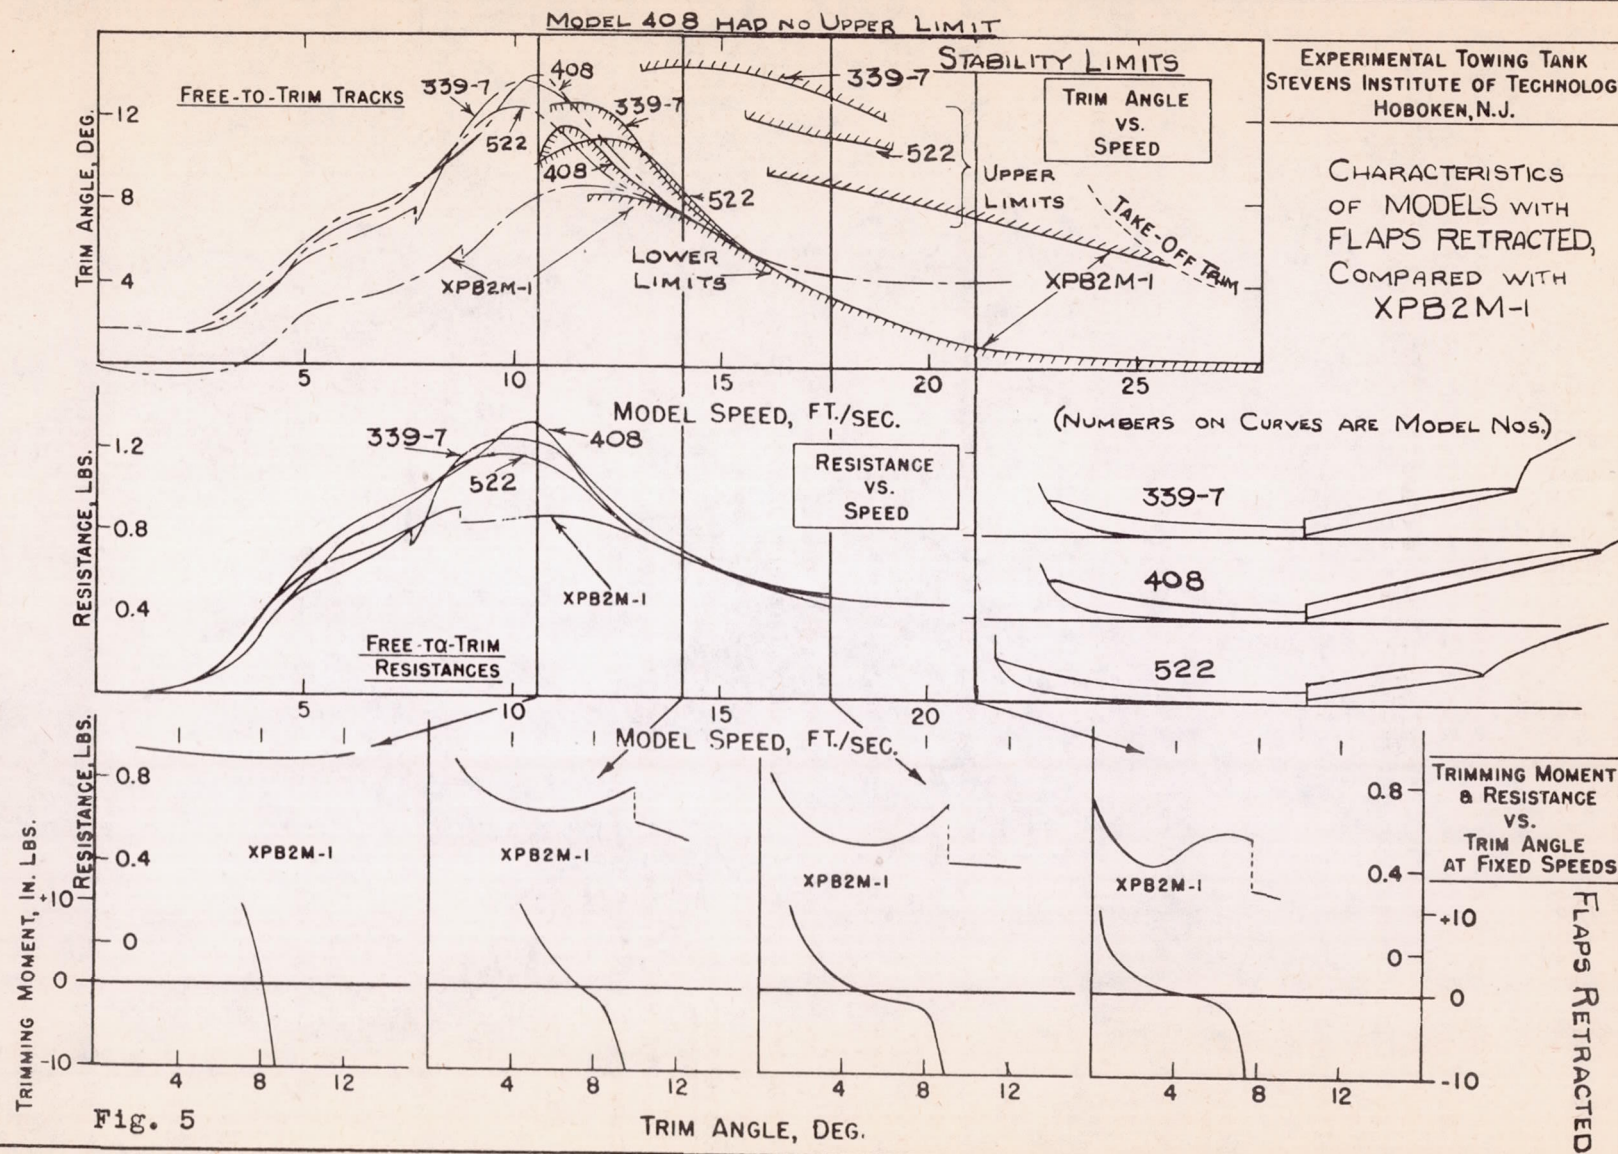 MODEL 408 HAD NO UPPER LIMIT
STABILITY LIMITS
FREE-TO-TRIM TRACKS
339-7
408
339-7
339-7
522
522
408
522
UPPER
LIMITS
TRIM ANGLE
VS.
SPEED
TAKE-OFF TRIM
LOWER
LIMITS
XPB2M-1
XPB2M-1
TRIM ANGLE, DEG.
12
8
4
5
10
15
20
25
MODEL SPEED, FT./SEC.
EXPERIMENTAL TOWING TANK
STEVENS INSTITUTE OF TECHNOLOG
HOBOKEN, N.J.
CHARACTERISTICS
OF MODELS WITH
FLAPS RETRACTED,
COMPARED WITH
XPB2M-1
(NUMBERS ON CURVES ARE MODEL NOS.)
339-7
408
522
RESISTANCE, LBS.
1.2
0.8
0.4
339-7
408
522
XPB2M-1
RESISTANCE
VS.
SPEED
FREE-TO-TRIM
RESISTANCES
5
10
15
20
MODEL SPEED, FT./SEC.
RESISTANCE, LBS.
0.8
0.4
0
TRIMMING MOMENT, IN. LBS.
+10
0
-10
XPB2M-1
XPB2M-1
XPB2M-1
XPB2M-1
0.8
0.4
0
+10
0
-10
4
8
12
4
8
12
4
8
12
4
8
12
TRIM ANGLE, DEG.
TRIMMING MOMENT
& RESISTANCE
VS.
TRIM ANGLE
AT FIXED SPEEDS
FLAPS RETRACTED
Fig. 5